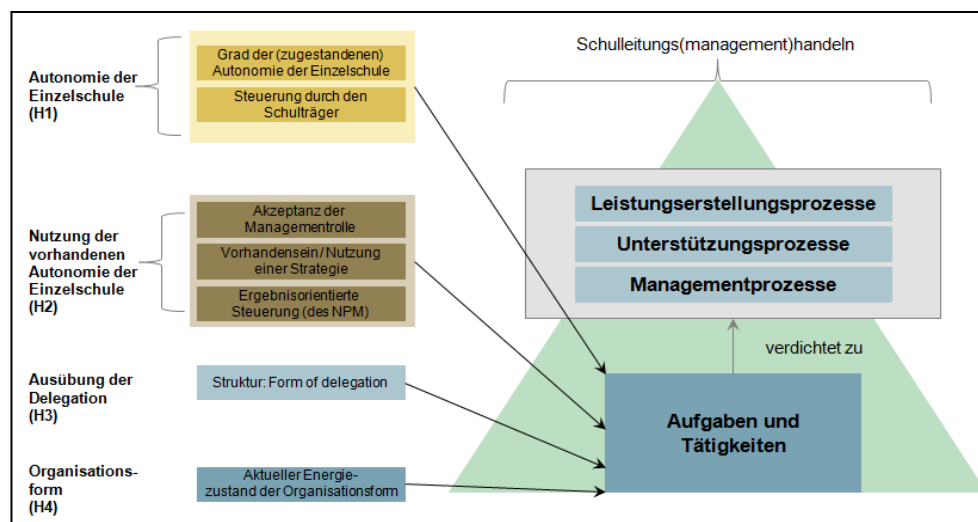 Autonomie der
Einzelschule
(H1)
Grad der (zugestandenen)
Autonomie der Einzelschule
Steuerung durch den
Schulträger
Nutzung der
vorhandenen
Autonomie der
Einzelschule
(H2)
Akzeptanz der
Managementrolle
Vorhandensein/Nutzung
einer Strategie
Ergebnisorientierte
Steuerung (des NPM)
Ausübung der
Delegation
(H3)
Struktur: Form of delegation
Organisations-
form
(H4)
Aktueller Energie-
zustand der Organisationsform
Schulleitungs(management)handeln
Leistungserstellungsprozesse
Unterstützungsprozesse
Managementprozesse
verdichtet zu
Aufgaben und
Tätigkeiten